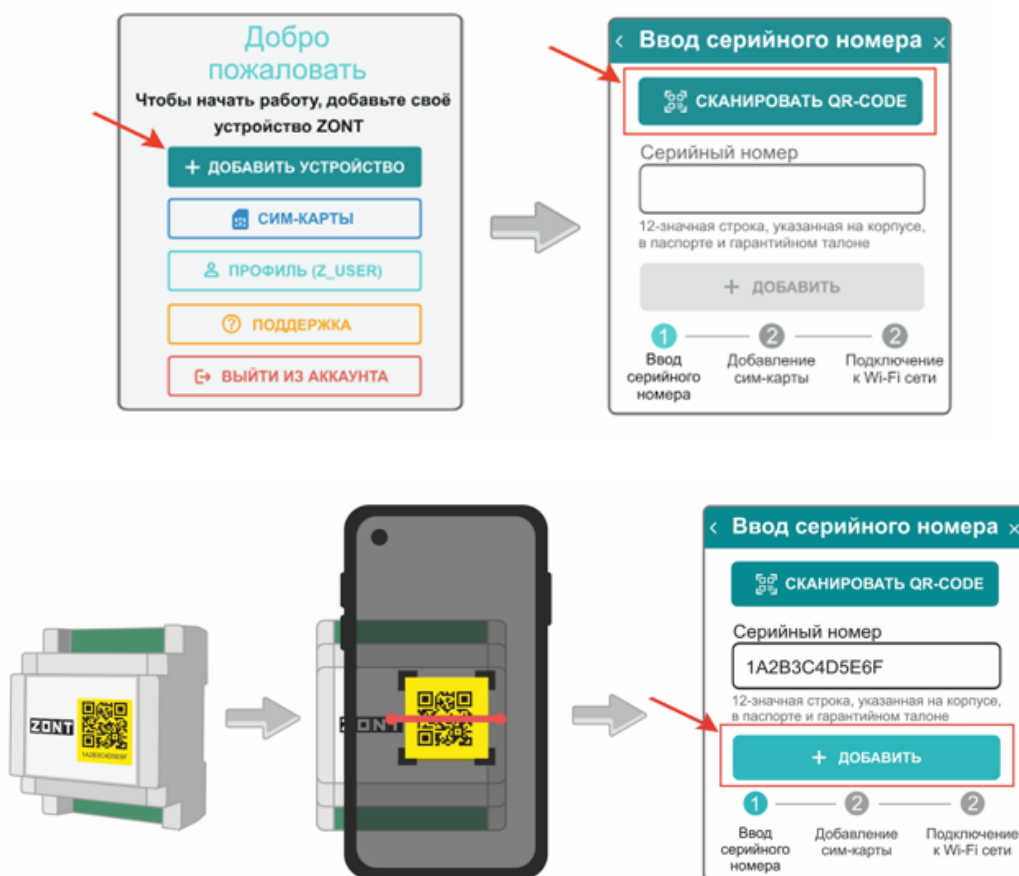 Добро
пожаловать
Чтобы начать работу, добавьте своё
устройство ZONT
+ ДОБАВИТЬ УСТРОЙСТВО
СИМ-КАРТЫ
ПРОФИЛЬ (Z_USER)
ПОДДЕРЖКА
ВЫЙТИ ИЗ АККАУНТА
< Ввод серийного номера ×
СКАНИРОВАТЬ QR-CODE
Серийный номер
12-значная строка, указанная на корпусе,
в паспорте и гарантийном талоне
+ ДОБАВИТЬ
1 2 2
Ввод серийного номера
Добавление сим-карты
Подключение к Wi-Fi сети
ZONT
1A2B3C4D5E6F
ZONT
< Ввод серийного номера ×
СКАНИРОВАТЬ QR-CODE
Серийный номер
1A2B3C4D5E6F
12-значная строка, указанная на корпусе,
в паспорте и гарантийном талоне
+ ДОБАВИТЬ
1 2 2
Ввод серийного номера
Добавление сим-карты
Подключение к Wi-Fi сети